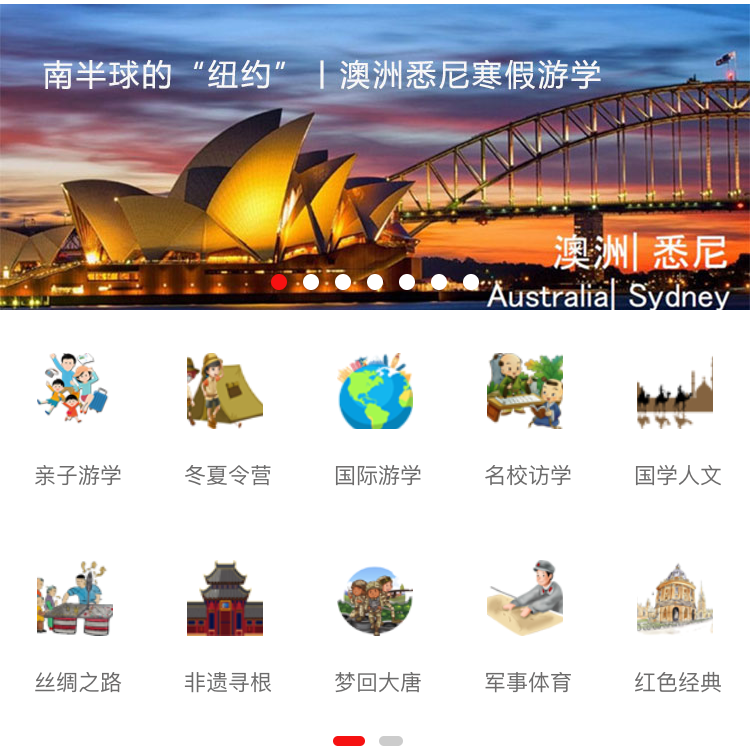 南半球的“纽约”丨澳洲悉尼寒假游学
澳洲| 悉尼
Australia| Sydney
亲子游学 冬夏令营 国际游学 名校访学 国学人文
丝绸之路 非遗寻根 梦回大唐 军事体育 红色经典